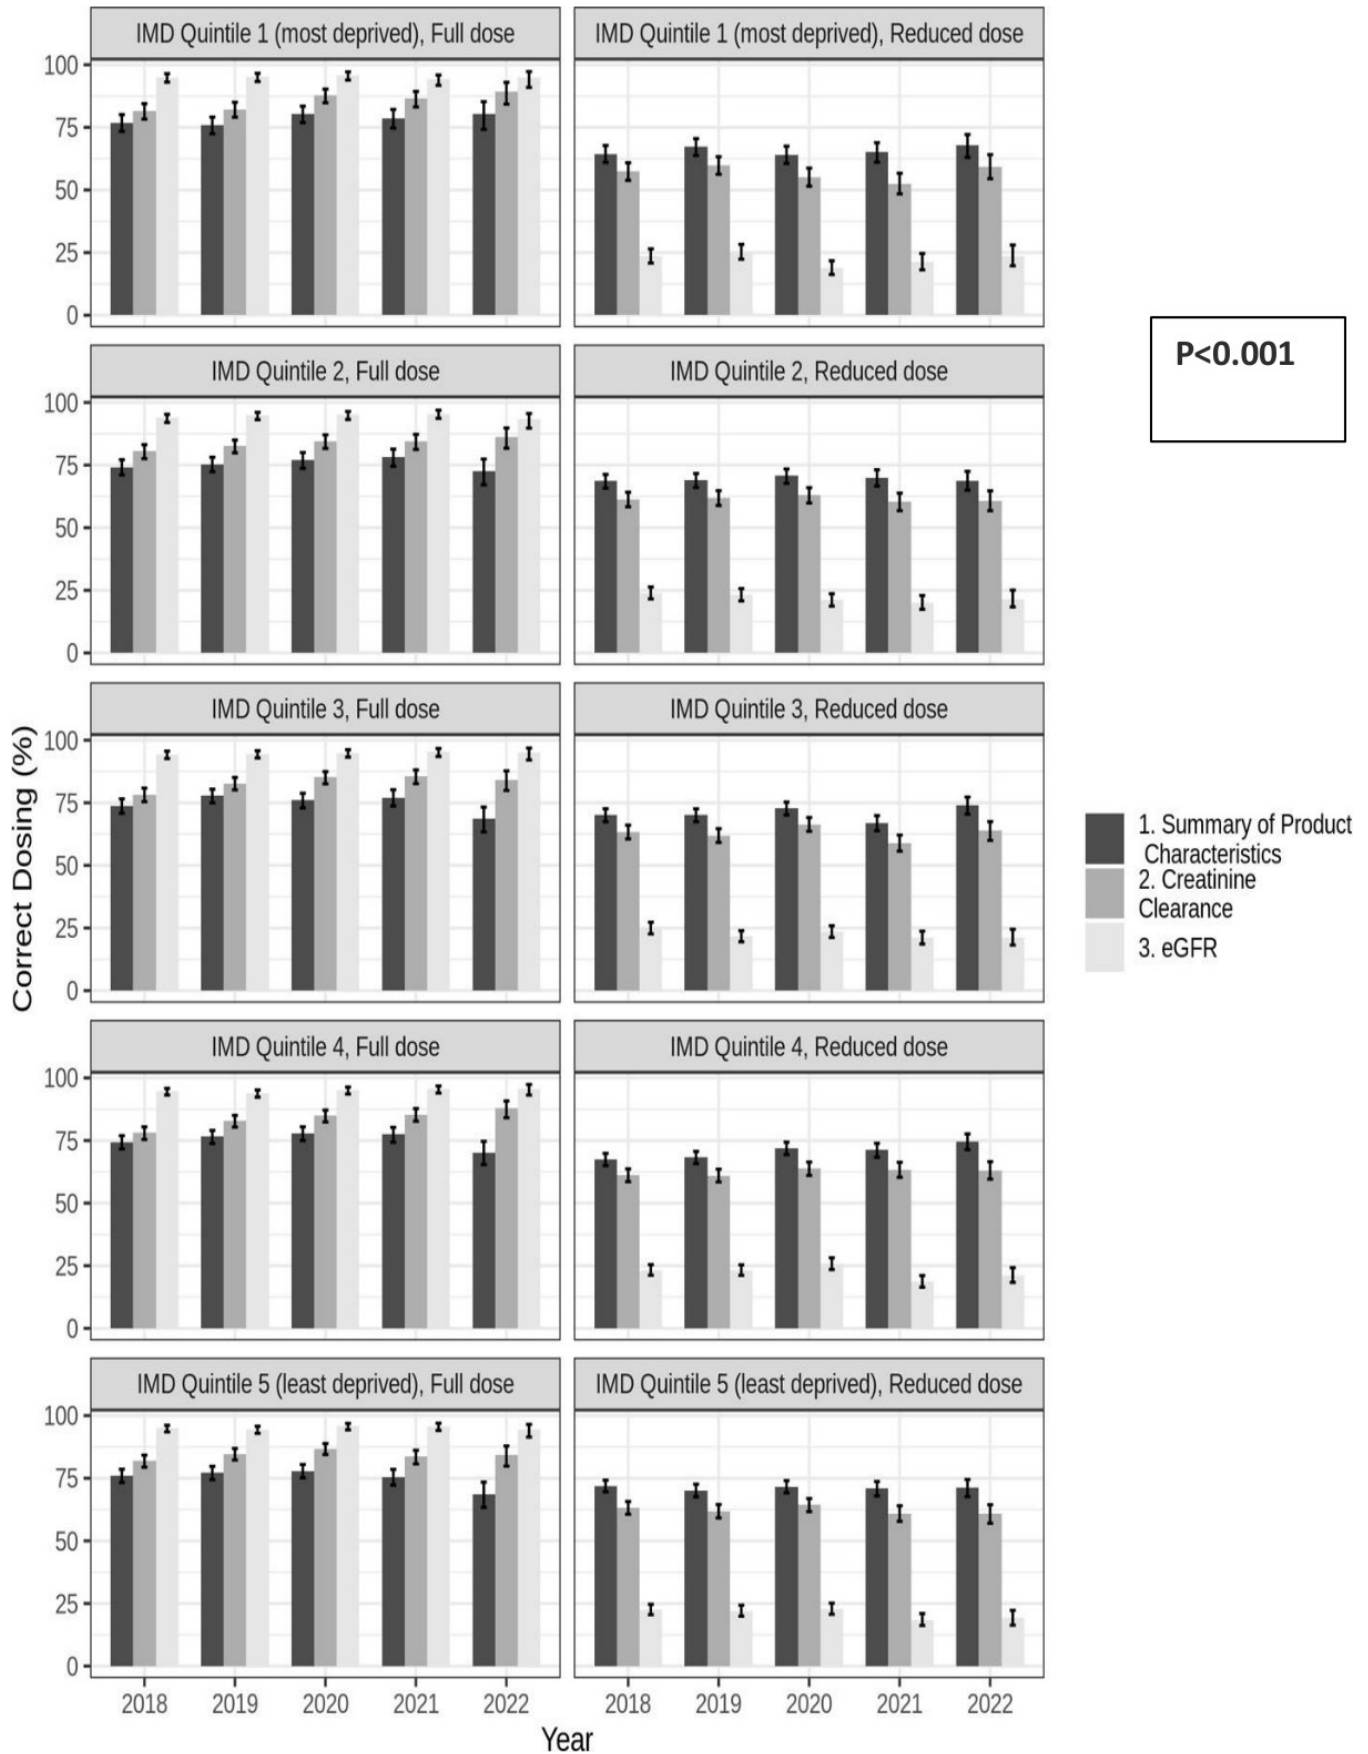 IMD Quintile 1 (most deprived), Full dose
IMD Quintile 1 (most deprived), Reduced dose
100
75
50
25
0
P<0.001
IMD Quintile 2, Full dose
IMD Quintile 2, Reduced dose
100
75
50
25
0
IMD Quintile 3, Full dose
IMD Quintile 3, Reduced dose
100
75
50
25
0
Correct Dosing (%)
1. Summary of Product
Characteristics
2. Creatinine
Clearance
3. eGFR
IMD Quintile 4, Full dose
IMD Quintile 4, Reduced dose
100
75
50
25
0
IMD Quintile 5 (least deprived), Full dose
IMD Quintile 5 (least deprived), Reduced dose
100
75
50
25
0
2018 2019 2020 2021 2022
2018 2019 2020 2021 2022
Year